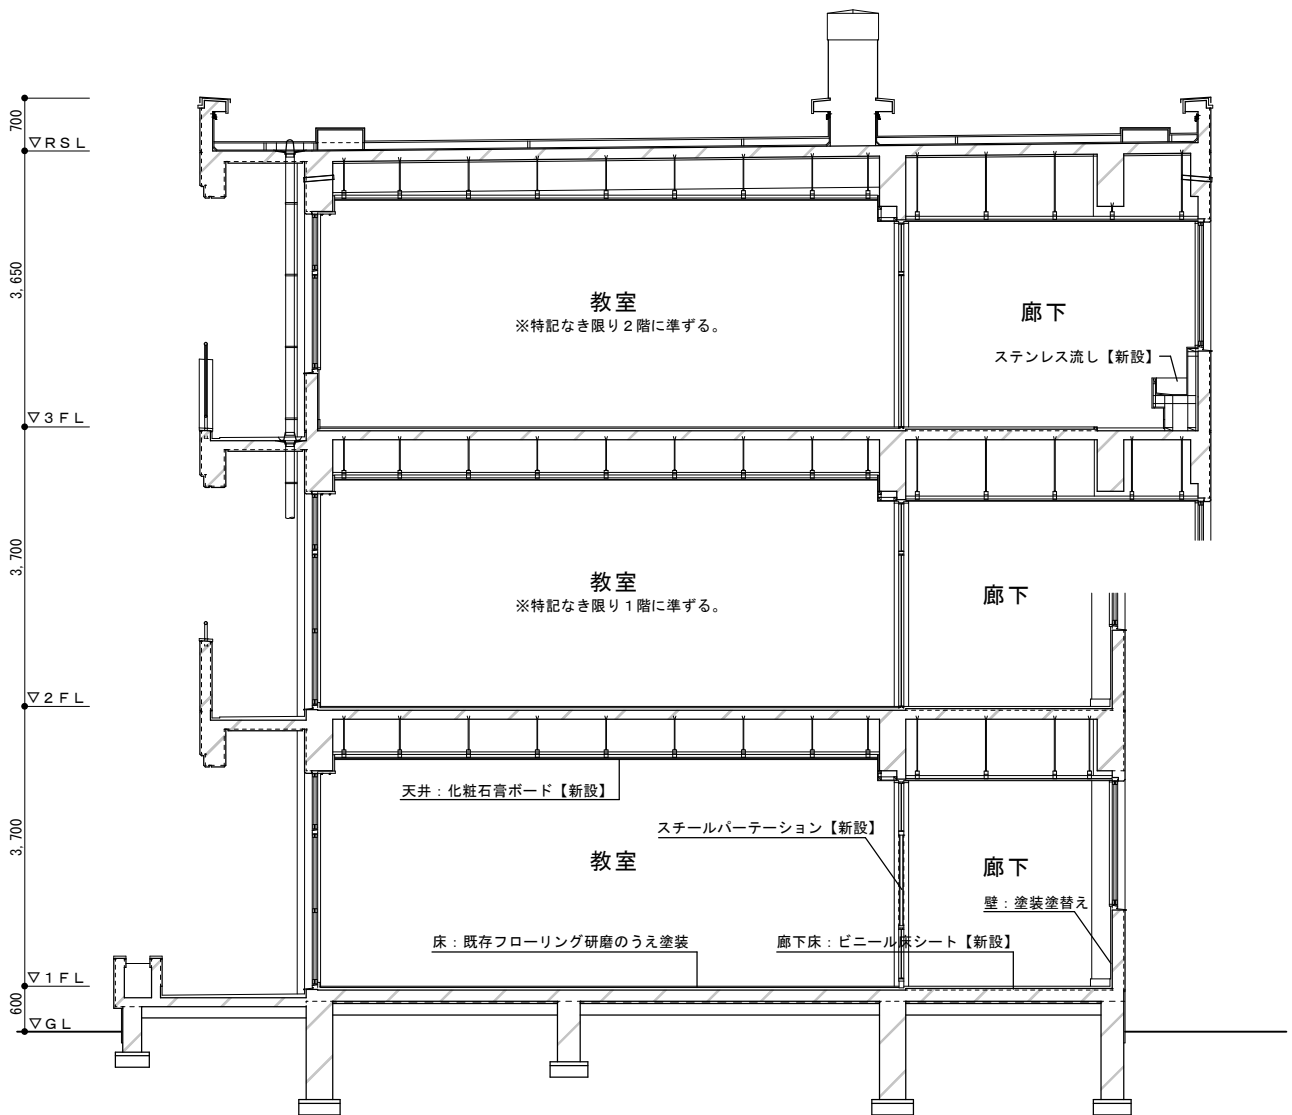 700
▽RSL
3,650
教室
※特記なき限り２階に準ずる。
廊下
ステンレス流し【新設】
▽3FL
3,700
教室
※特記なき限り１階に準ずる。
廊下
▽2FL
天井：化粧石膏ボード【新設】
スチールパーテーション【新設】
3,700
教室
廊下
壁：塗装塗替え
床：既存フローリング研磨のうえ塗装
廊下床：ビニール床シート【新設】
▽1FL
600
▽GL